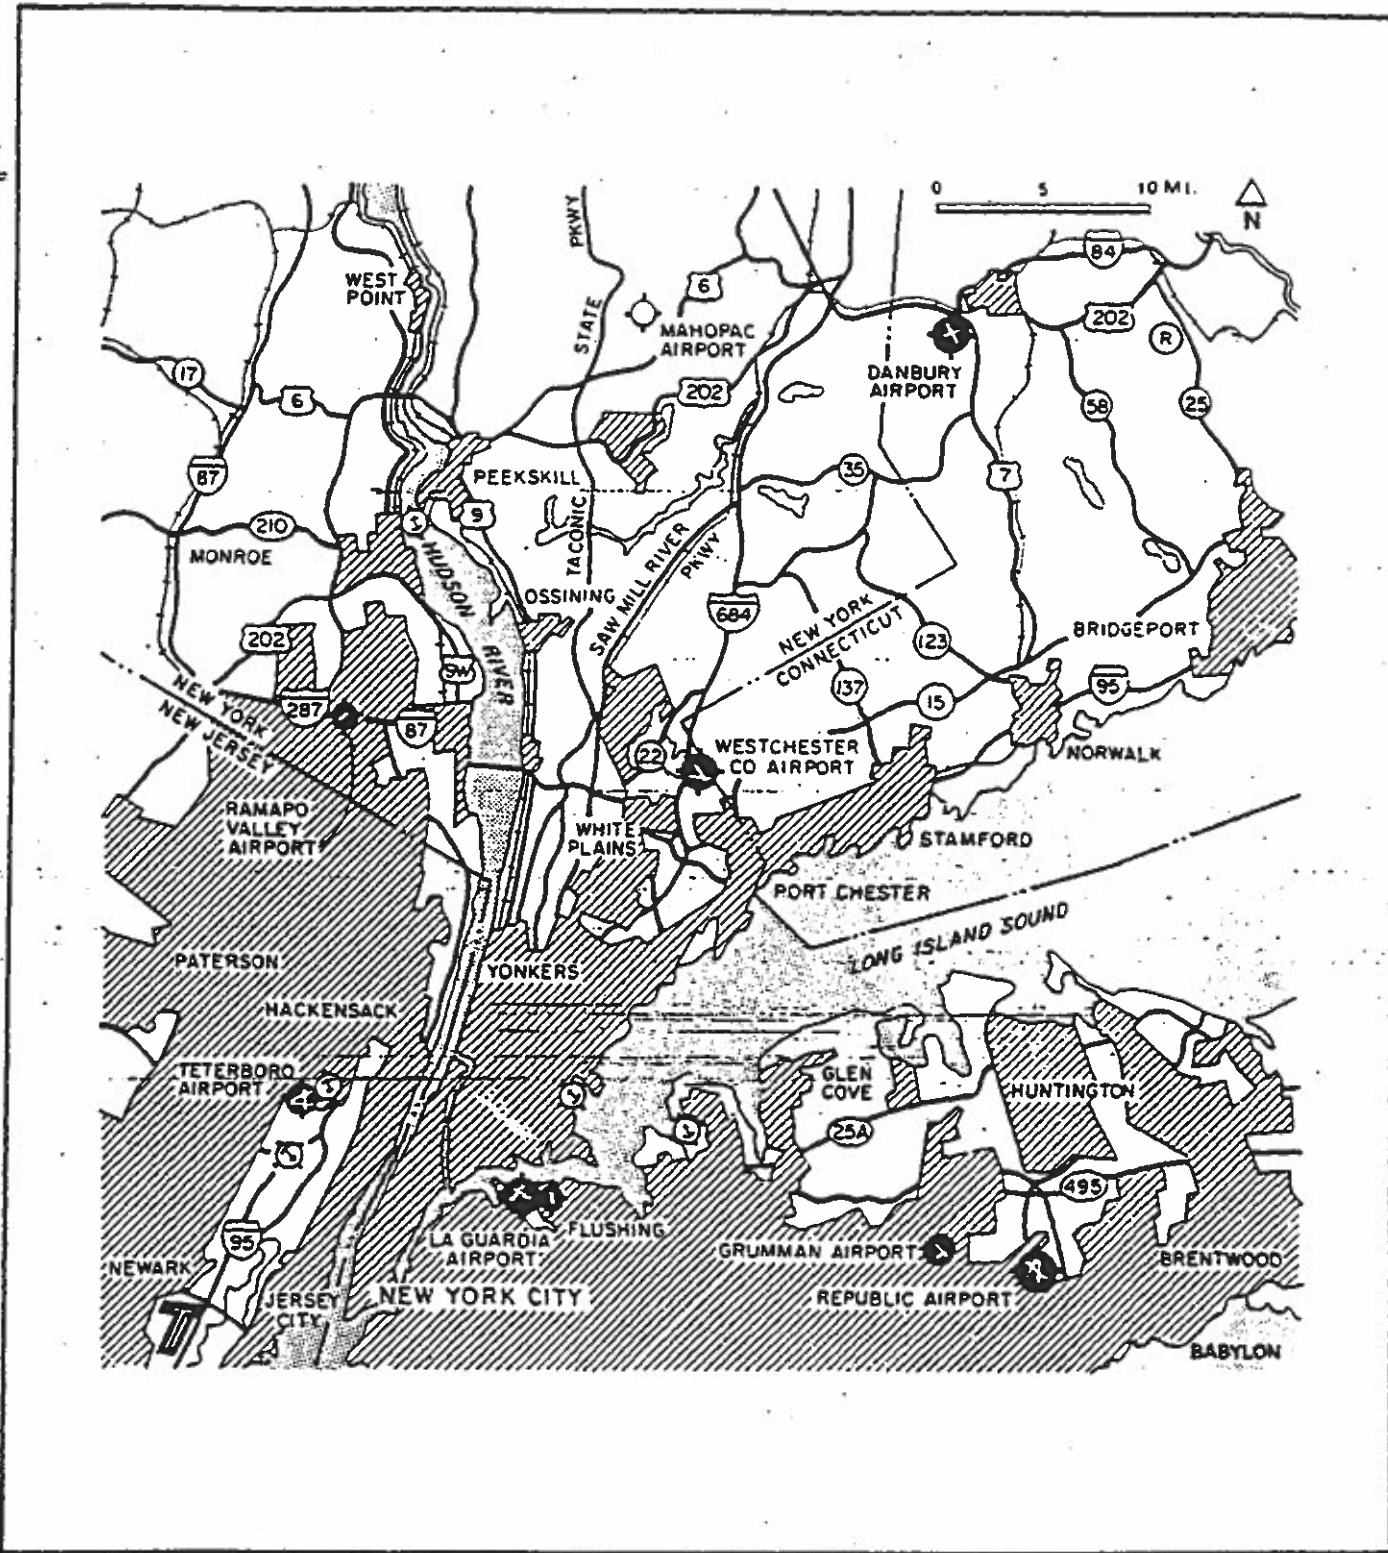 0 5 10 MI.
N
PKWY
84
WEST
POINT
6
STATE
MAHOPAC
AIRPORT
202
R
17
6
DANBURY
AIRPORT
202
58
25
87
PEEKSKILL
35
7
9
210
MONROE
HUDSON
RIVER
TACONIC
SAW MILL RIVER
PKWY
OSSINING
684
NEW YORK
CONNECTICUT
123
BRIDGEPORT
202
9W
137
15
95
NEW YORK
NEW JERSEY
287
87
22
WESTCHESTER
CO AIRPORT
NORWALK
RAMAPO
VALLEY
AIRPORT
WHITE
PLAINS
STAMFORD
PORT CHESTER
LONG ISLAND SOUND
PATERSON
YONKERS
HACKENSACK
TETERBORO
AIRPORT
GLEN
COVE
HUNTINGTON
25A
495
LA GUARDIA
AIRPORT
FLUSHING
95
GRUMMAN AIRPORT
BRENTWOOD
NEWARK
JERSEY
CITY
NEW YORK CITY
REPUBLIC AIRPORT
BABYLON